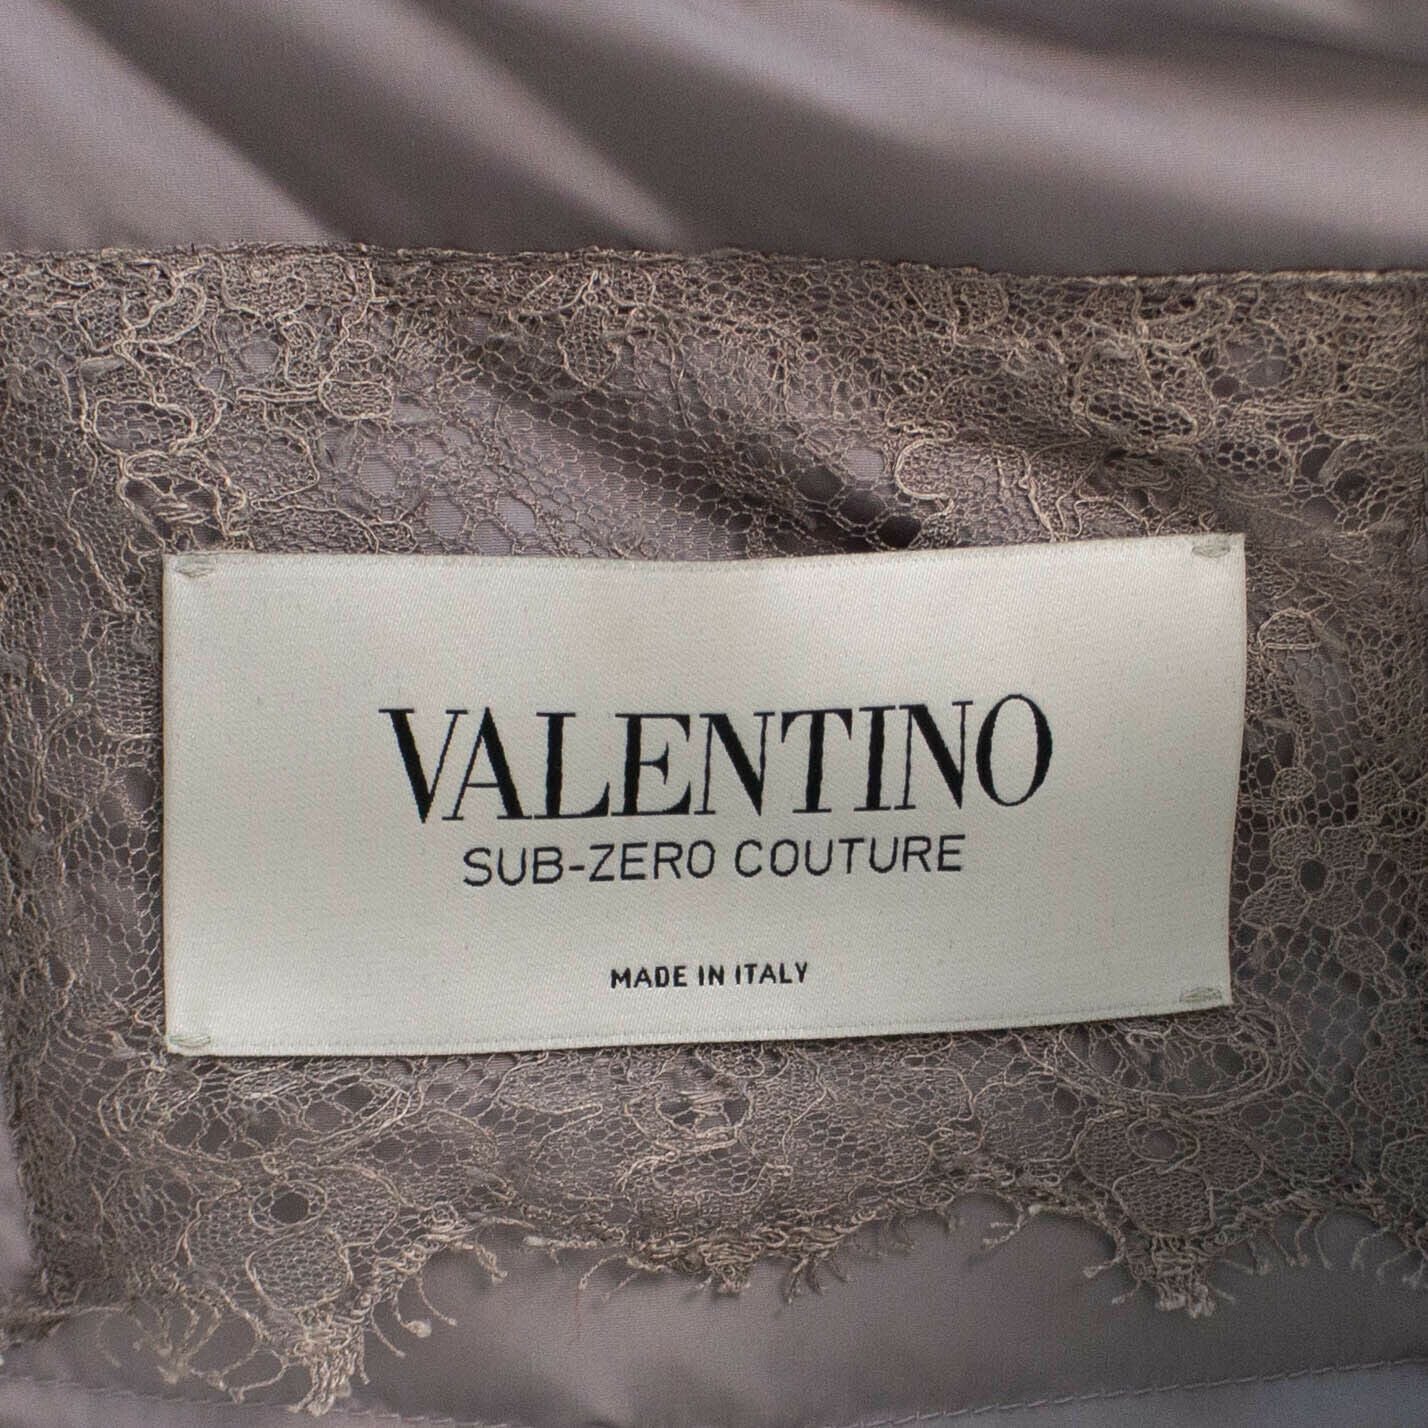 VALENTINO
SUB-ZERO COUTURE
MADE IN ITALY